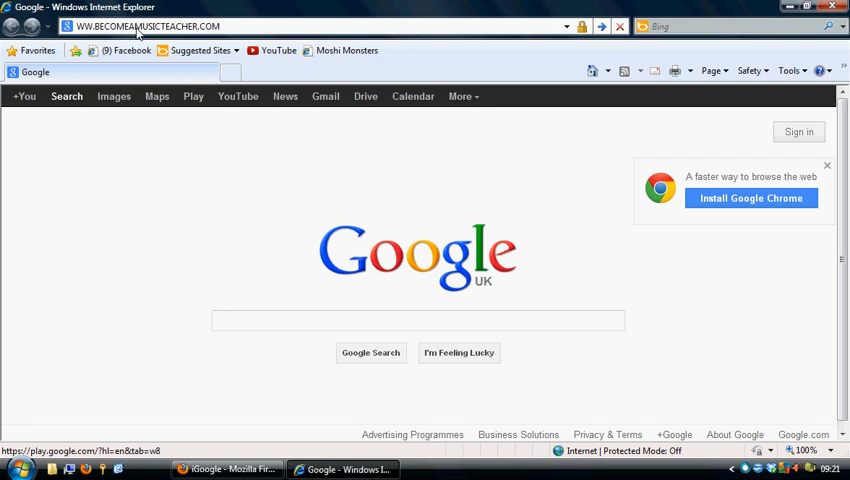 Google - Windows Internet Explorer
WW.BECOMEAMUSICTEACHER.COM
Bing
Favorites (9) Facebook Suggested Sites YouTube Moshi Monsters
Google Page Safety Tools
+You Search Images Maps Play YouTube News Gmail Drive Calendar More
Sign in
A faster way to browse the web
Install Google Chrome
Google
UK
Google Search I'm Feeling Lucky
Advertising Programmes Business Solutions Privacy & Terms +Google About Google Google.com
https://play.google.com/?hl=en&tab=w8 Internet | Protected Mode: Off 100%
iGoogle - Mozilla Fir... Google - Windows I... 09:21